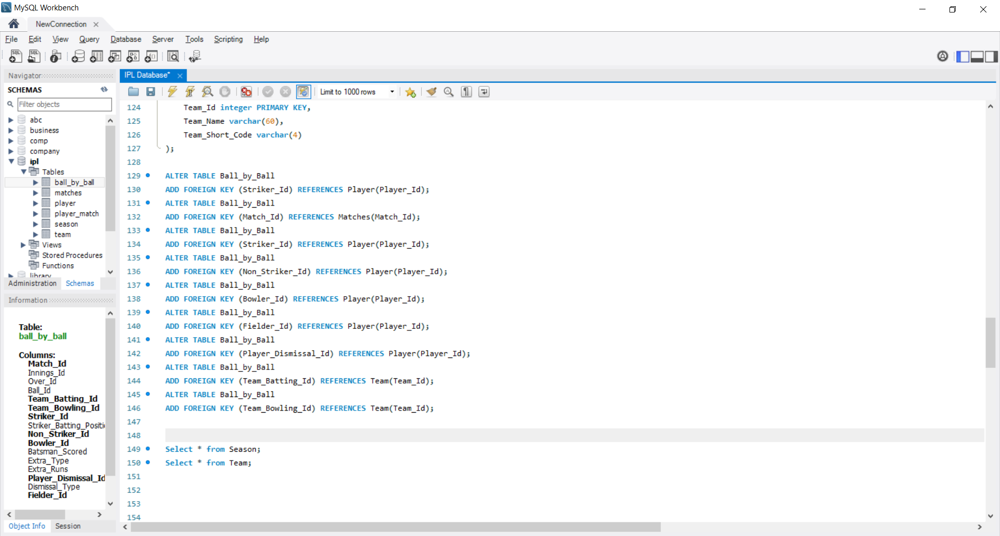 MySQL Workbench
NewConnection
File Edit View Query Database Server Tools Scripting Help
Navigator
SCHEMAS
Filter objects
abc
business
comp
company
ipl
Tables
ball_by_ball
matches
player
player_match
season
team
Views
Stored Procedures
Functions
library
Administration Schemas
Information
Table:
ball_by_ball
Columns:
Match_Id
Innings_Id
Over_Id
Ball_Id
Team_Batting_Id
Team_Bowling_Id
Striker_Id
Striker_Batting_Positi
Non_Striker_Id
Bowler_Id
Batsman_Scored
Extra_Type
Extra_Runs
Player_Dismissal_Id
Dismissal_Type
Fielder_Id
Object Info Session
IPL Database*
Limit to 1000 rows
124 Team_Id integer PRIMARY KEY,
125 Team_Name varchar(60),
126 Team_Short_Code varchar(4)
127 );
128
129 ALTER TABLE Ball_by_Ball
130 ADD FOREIGN KEY (Striker_Id) REFERENCES Player(Player_Id);
131 ALTER TABLE Ball_by_Ball
132 ADD FOREIGN KEY (Match_Id) REFERENCES Matches(Match_Id);
133 ALTER TABLE Ball_by_Ball
134 ADD FOREIGN KEY (Striker_Id) REFERENCES Player(Player_Id);
135 ALTER TABLE Ball_by_Ball
136 ADD FOREIGN KEY (Non_Striker_Id) REFERENCES Player(Player_Id);
137 ALTER TABLE Ball_by_Ball
138 ADD FOREIGN KEY (Bowler_Id) REFERENCES Player(Player_Id);
139 ALTER TABLE Ball_by_Ball
140 ADD FOREIGN KEY (Fielder_Id) REFERENCES Player(Player_Id);
141 ALTER TABLE Ball_by_Ball
142 ADD FOREIGN KEY (Player_Dismissal_Id) REFERENCES Player(Player_Id);
143 ALTER TABLE Ball_by_Ball
144 ADD FOREIGN KEY (Team_Batting_Id) REFERENCES Team(Team_Id);
145 ALTER TABLE Ball_by_Ball
146 ADD FOREIGN KEY (Team_Bowling_Id) REFERENCES Team(Team_Id);
147
148
149 Select * from Season;
150 Select * from Team;
151
152
153
154